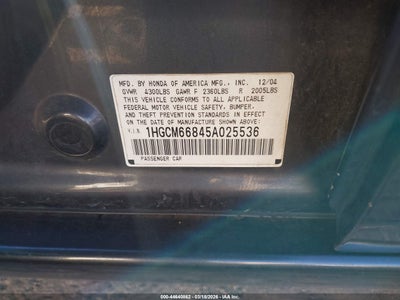 MFD. BY HONDA OF AMERICA MFG., INC. 12/04
GVWR 4300LBS GAWR F 2360LBS R 2005LBS
THIS VEHICLE CONFORMS TO ALL APPLICABLE
FEDERAL MOTOR VEHICLE SAFETY, BUMPER,
AND THEFT PREVENTION STANDARDS IN EFFECT
ON THE DATE OF MANUFACTURE SHOWN ABOVE.
V.I.N. 1HGCM66845A025536
PASSENGER CAR
000-44640862 - 03/18/2026 - IAA Inc.